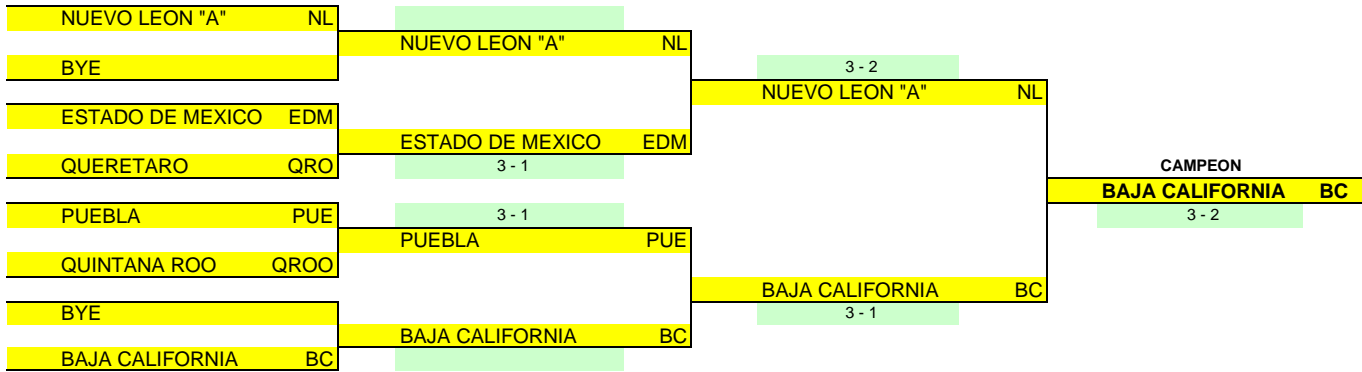 NUEVO LEON "A" NL
BYE
ESTADO DE MEXICO EDM
QUERETARO QRO
PUEBLA PUE
QUINTANA ROO QROO
BYE
BAJA CALIFORNIA BC
NUEVO LEON "A" NL
ESTADO DE MEXICO EDM
3 - 1
3 - 1
PUEBLA PUE
BAJA CALIFORNIA BC
3 - 2
NUEVO LEON "A" NL
BAJA CALIFORNIA BC
3 - 1
CAMPEON
BAJA CALIFORNIA BC
3 - 2